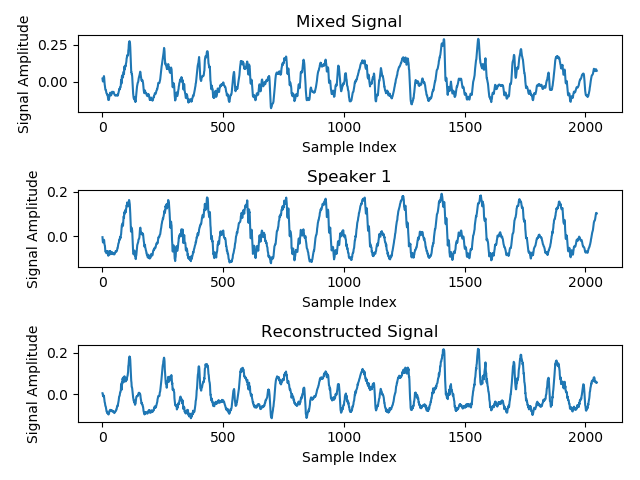 Mixed Signal
Signal Amplitude
0.25
0.00
0 500 1000 1500 2000
Sample Index
Speaker 1
Signal Amplitude
0.2
0.0
0 500 1000 1500 2000
Sample Index
Reconstructed Signal
Signal Amplitude
0.2
0.0
0 500 1000 1500 2000
Sample Index